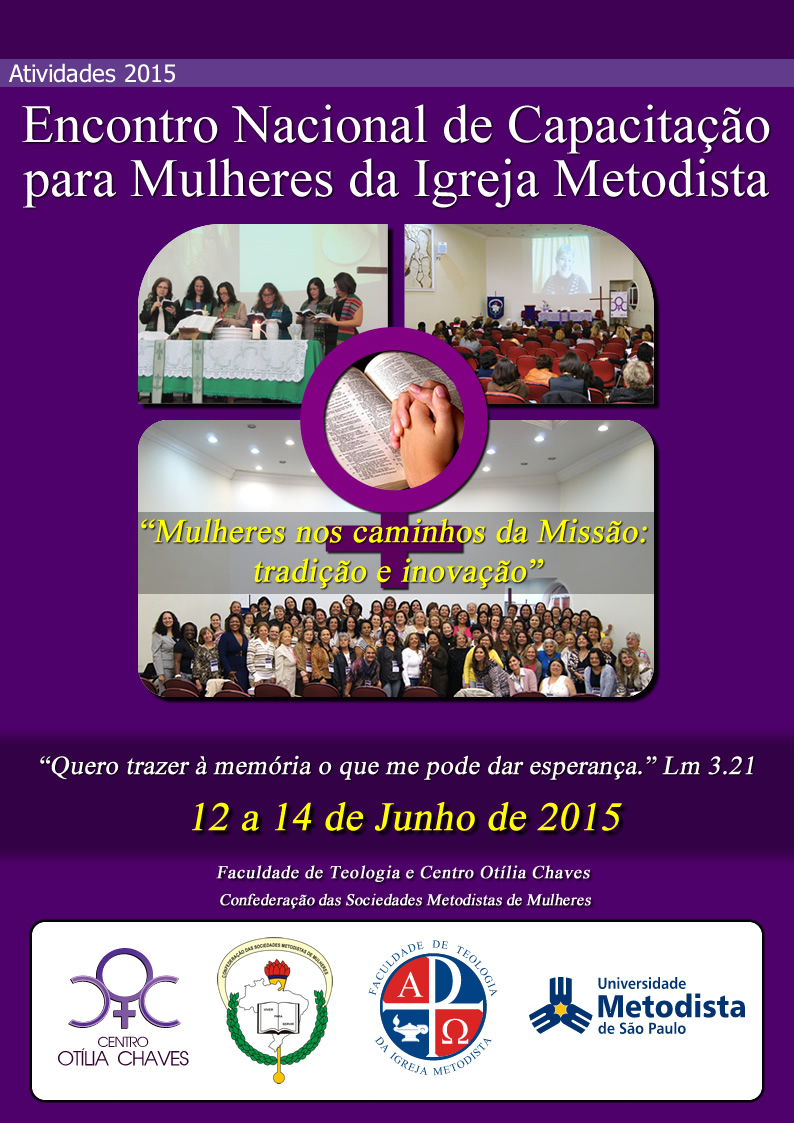 Atividades 2015
Encontro Nacional de Capacitação
para Mulheres da Igreja Metodista
“Mulheres nos caminhos da Missão:
tradição e inovação”
“Quero trazer à memória o que me pode dar esperança.” Lm 3.21
12 a 14 de Junho de 2015
Faculdade de Teologia e Centro Otília Chaves
Confederação das Sociedades Metodistas de Mulheres
CENTRO
OTÍLIA CHAVES
CONFEDERAÇÃO DAS SOCIEDADES METODISTAS DE MULHERES
VIVER
PARA
SERVIR
FACULDADE DE TEOLOGIA
A
Ω
DA IGREJA METODISTA
Universidade
Metodista
de São Paulo